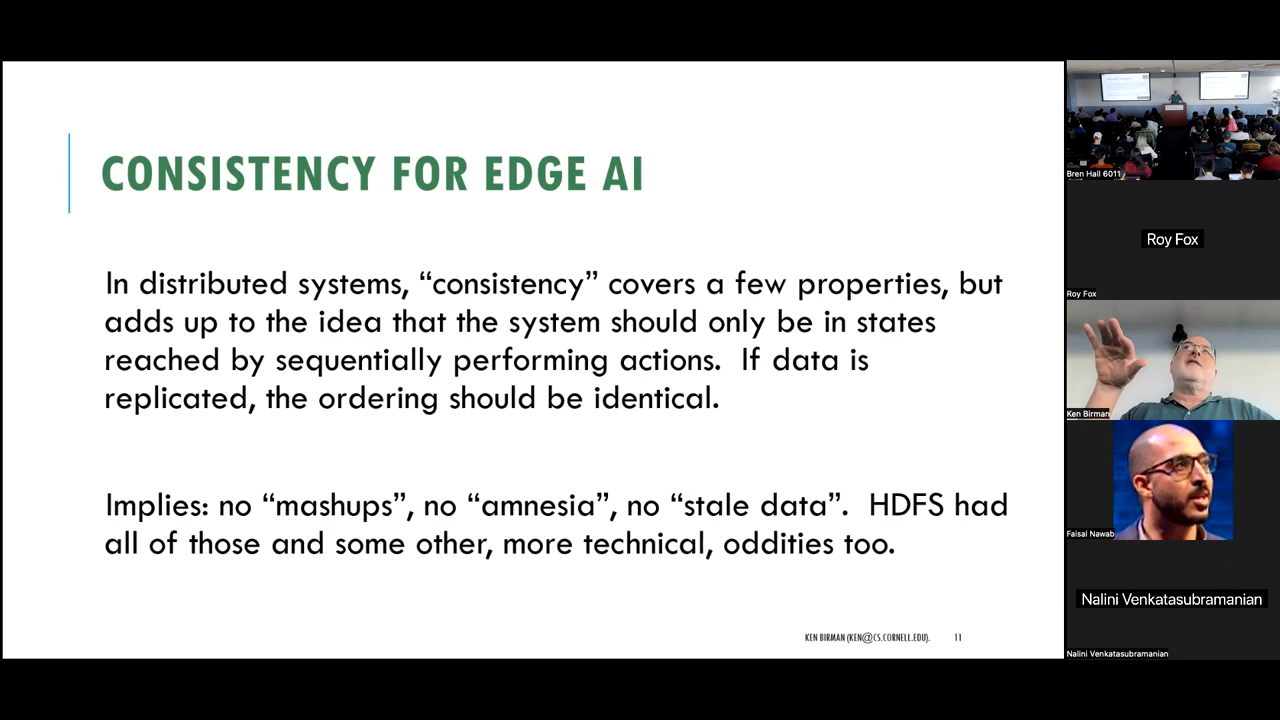 CONSISTENCY FOR EDGE AI
In distributed systems, “consistency” covers a few properties, but
adds up to the idea that the system should only be in states
reached by sequentially performing actions.  If data is
replicated, the ordering should be identical.
Implies: no “mashups”, no “amnesia”, no “stale data”.  HDFS had
all of those and some other, more technical, oddities too.
KEN BIRMAN (KEN@CS.CORNELL.EDU).
11
Bren Hall 6011
Roy Fox
Roy Fox
Ken Birman
Faisal Nawab
Nalini Venkatasubramanian
Nalini Venkatasubramanian